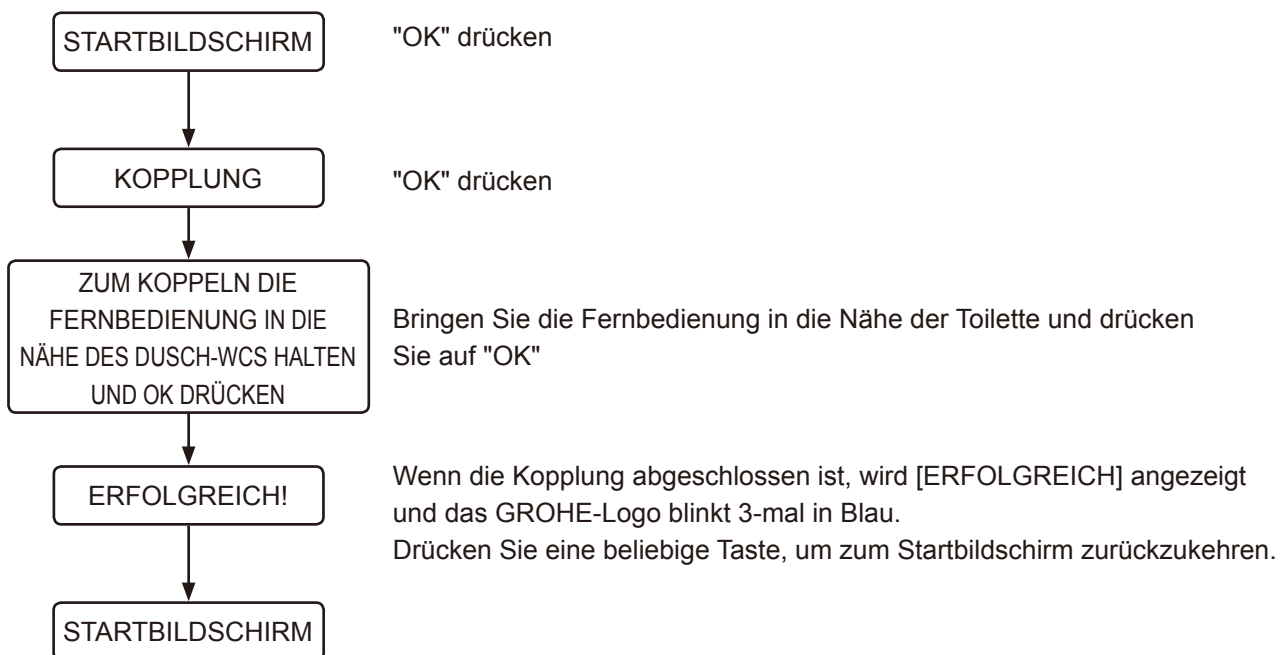 STARTBILDSCHIRM
"OK" drücken
KOPPLUNG
"OK" drücken
ZUM KOPPELN DIE
FERNBEDIENUNG IN DIE
NÄHE DES DUSCH-WCS HALTEN
UND OK DRÜCKEN
Bringen Sie die Fernbedienung in die Nähe der Toilette und drücken
Sie auf "OK"
ERFOLGREICH!
Wenn die Kopplung abgeschlossen ist, wird [ERFOLGREICH] angezeigt
und das GROHE-Logo blinkt 3-mal in Blau.
Drücken Sie eine beliebige Taste, um zum Startbildschirm zurückzukehren.
STARTBILDSCHIRM